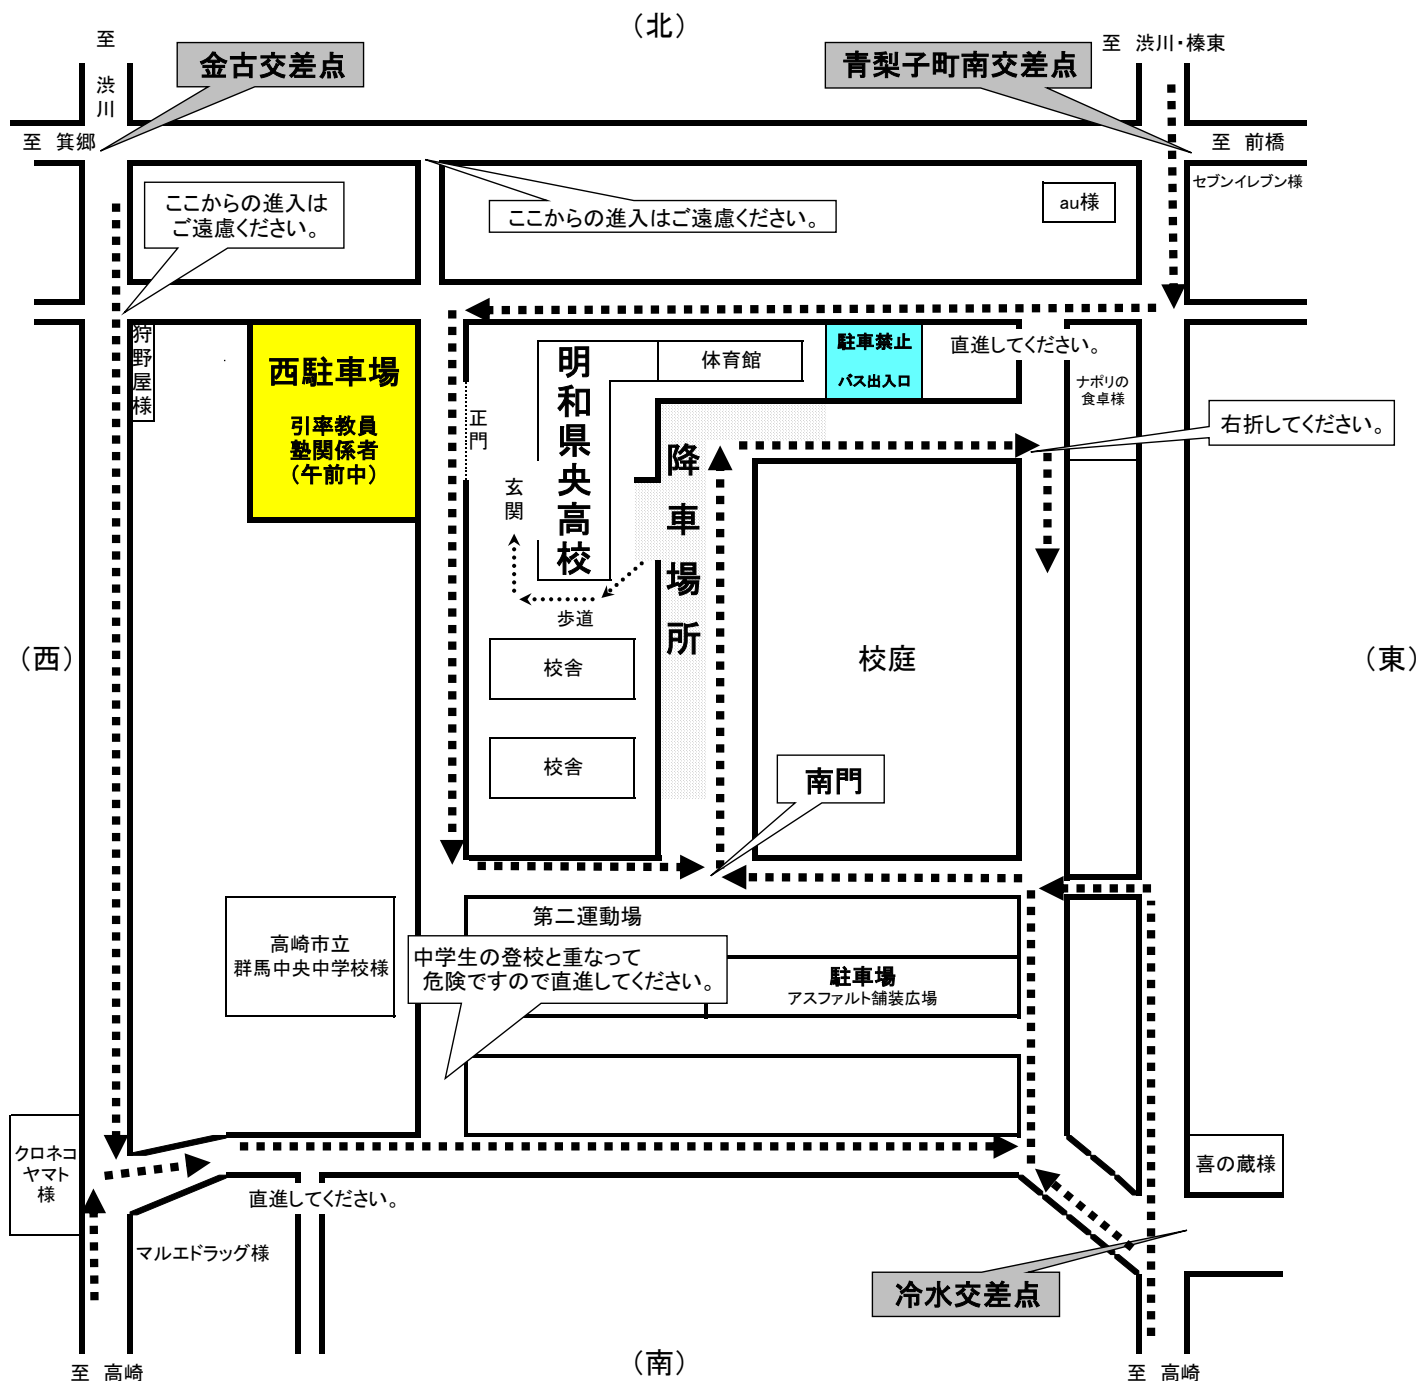 （北）
至
渋
川
金古交差点
青梨子町南交差点
至　渋川・榛東
至　箕郷
至　前橋
セブンイレブン様
ここからの進入は
ご遠慮ください。
ここからの進入はご遠慮ください。
au様
狩
野
屋
様
西駐車場
引率教員
塾関係者
（午前中）
正
門
明
和
県
央
高
校
体育館
駐車禁止
バス出入口
直進してください。
ナポリの
食卓様
右折してください。
玄
関
降
車
場
所
歩道
（西）
校舎
校庭
（東）
校舎
南門
高崎市立
群馬中央中学校様
第二運動場
中学生の登校と重なって
危険ですので直進してください。
駐車場
アスファルト舗装広場
クロネコ
ヤマト
様
直進してください。
喜の蔵様
マルエドラッグ様
冷水交差点
（南）
至　高崎
至　高崎